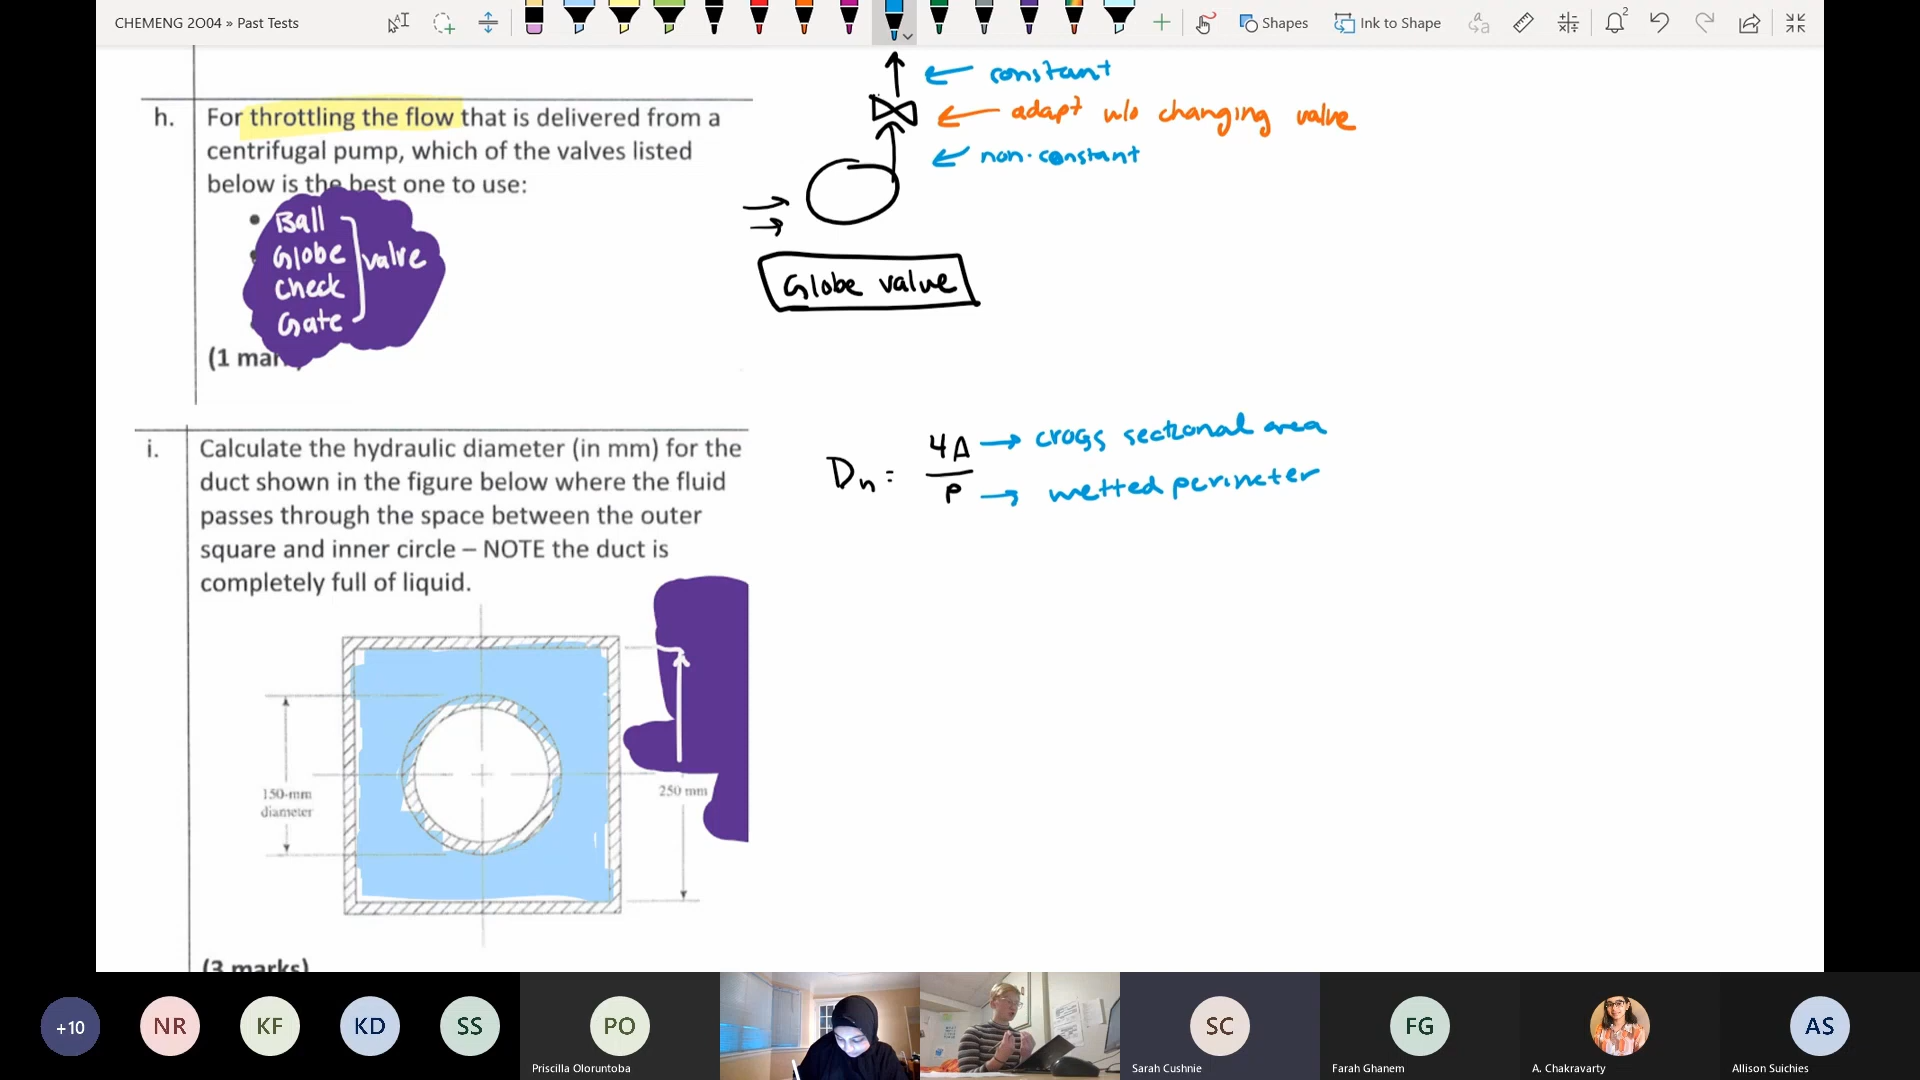 CHEMENG 2O04 » Past Tests
Shapes
Ink to Shape
2
h. For throttling the flow that is delivered from a
centrifugal pump, which of the valves listed
below is the best one to use:
Ball
Globe
Check
Gate
valve
(1 mar
constant
adapt w/o changing valve
non-constant
Globe valve
i. Calculate the hydraulic diameter (in mm) for the
duct shown in the figure below where the fluid
passes through the space between the outer
square and inner circle – NOTE the duct is
completely full of liquid.
Dn = 4A/P
cross sectional area
wetted perimeter
150-mm
diameter
250 mm
(3 marks)
+10
NR
KF
KD
SS
PO
Priscilla Oloruntoba
SC
Sarah Cushnie
FG
Farah Ghanem
A. Chakravarty
AS
Allison Suichies